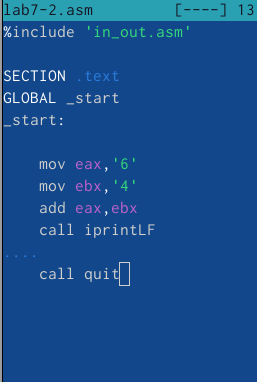 lab7-2.asm [----] 13
%include 'in_out.asm'

SECTION .text
GLOBAL _start
_start:

    mov eax,'6'
    mov ebx,'4'
    add eax,ebx
    call iprintLF
....
    call quit